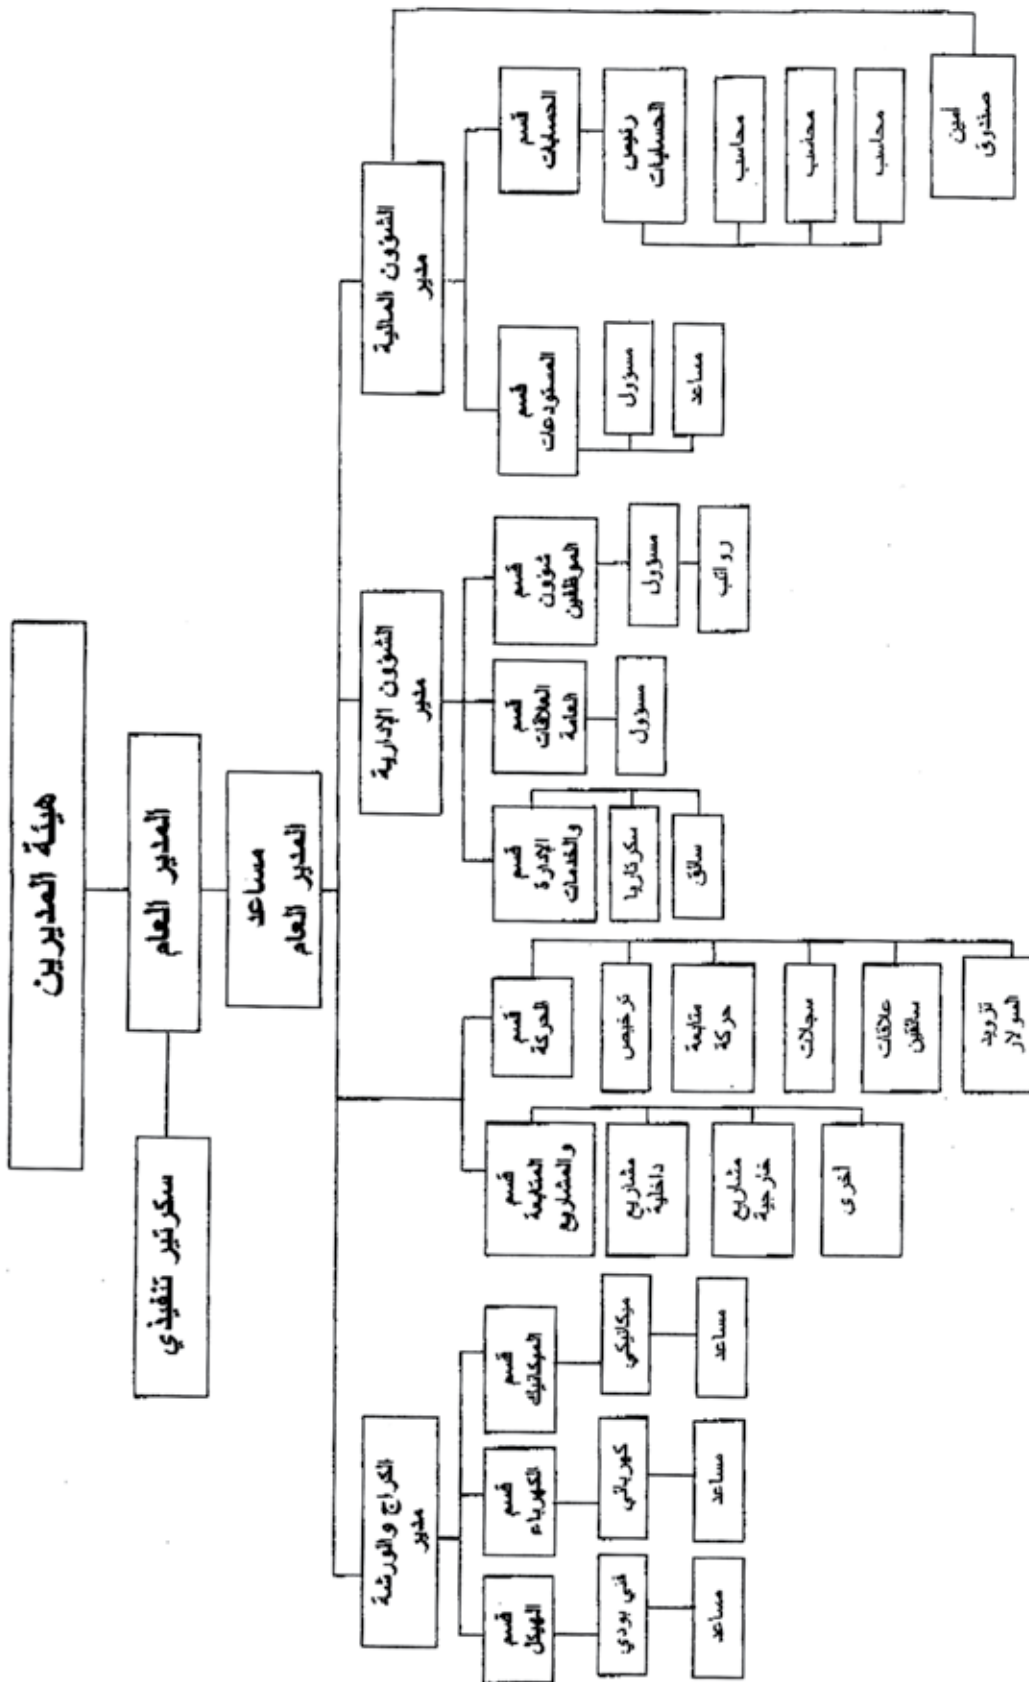 هيئة المديرين
المدير العام
سكرتير تنفيذي
مساعد
المدير العام
مدير
الشؤون المالية
قسم
الحسابات
رئيس
الحسابات
محاسب
محاسب
محاسب
أمين
صندوق
قسم
المستودعات
مسؤول
مساعد
مدير
الشؤون الإدارية
قسم
شؤون
الموظفين
مسؤول
رواتب
قسم
العلاقات
العامة
مسؤول
قسم
الإدارة
والخدمات
سكرتاريا
سائق
قسم
الحركة
ترخيص
متابعة
حركة
سجلات
علاقات
سائقين
تزويد
السولار
قسم
المتابعة
والمشاريع
مشاريع
داخلية
مشاريع
خارجية
أخرى
مدير
الكراج والورشة
قسم
الميكانيك
ميكانيكي
مساعد
قسم
الكهرباء
كهربائي
مساعد
قسم
الهيكل
فني بودي
مساعد